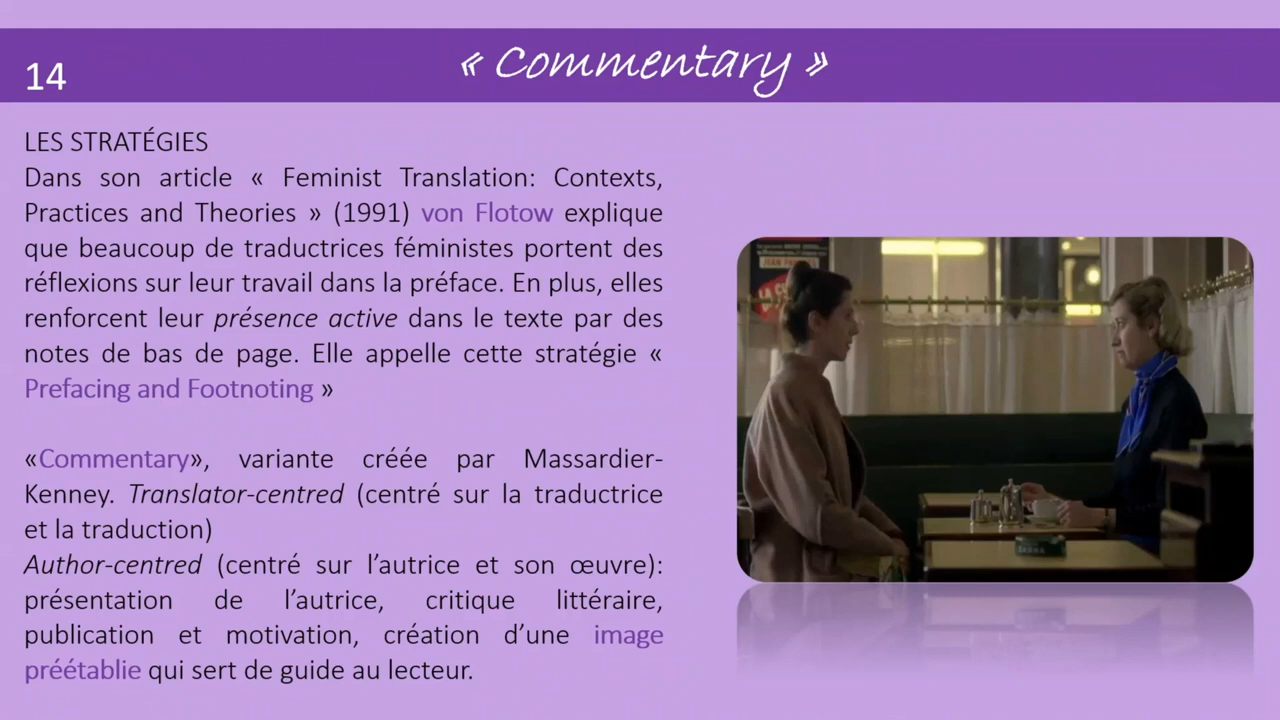 14
« Commentary »
LES STRATÉGIES
Dans son article « Feminist Translation: Contexts,
Practices and Theories » (1991) von Flotow explique
que beaucoup de traductrices féministes portent des
réflexions sur leur travail dans la préface. En plus, elles
renforcent leur présence active dans le texte par des
notes de bas de page. Elle appelle cette stratégie «
Prefacing and Footnoting »
«Commentary», variante créée par Massardier-
Kenney. Translator-centred (centré sur la traductrice
et la traduction)
Author-centred (centré sur l’autrice et son œuvre):
présentation de l’autrice, critique littéraire,
publication et motivation, création d’une image
préétablie qui sert de guide au lecteur.